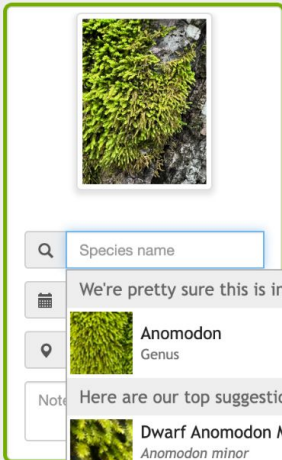 Species name
We're pretty sure this is in
Anomodon
Genus
Note
Here are our top suggestio
Dwarf Anomodon
Anomodon minor